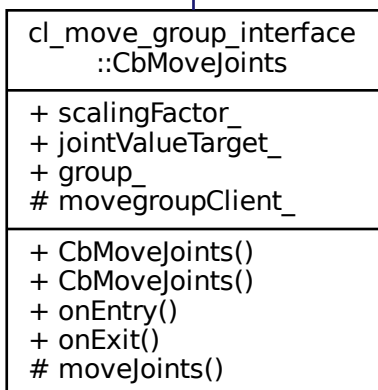 cl_move_group_interface
::CbMoveJoints
+ scalingFactor_
+ jointValueTarget_
+ group_
# movegroupClient_
+ CbMoveJoints()
+ CbMoveJoints()
+ onEntry()
+ onExit()
# moveJoints()